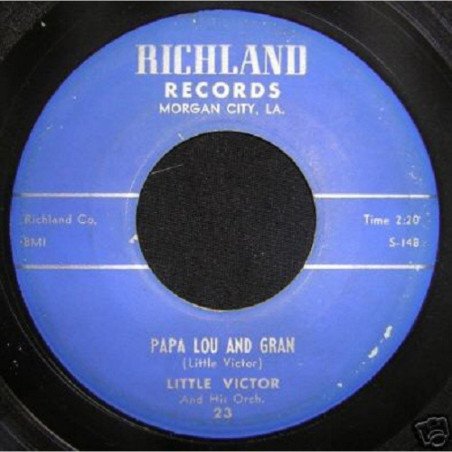 RICHLAND
RECORDS
MORGAN CITY, LA.
Richland Co.
BMI
Time 2:20
S-148
PAPA LOU AND GRAN
(Little Victor)
LITTLE VICTOR
And His Orch.
23